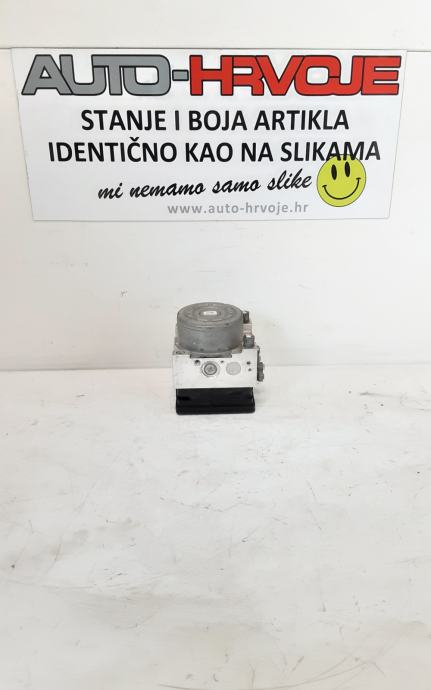 AUTO-HRVOJE
STANJE I BOJA ARTIKLA
IDENTIČNO KAO NA SLIKAMA
mi nemamo samo slike
www.auto-hrvoje.hr